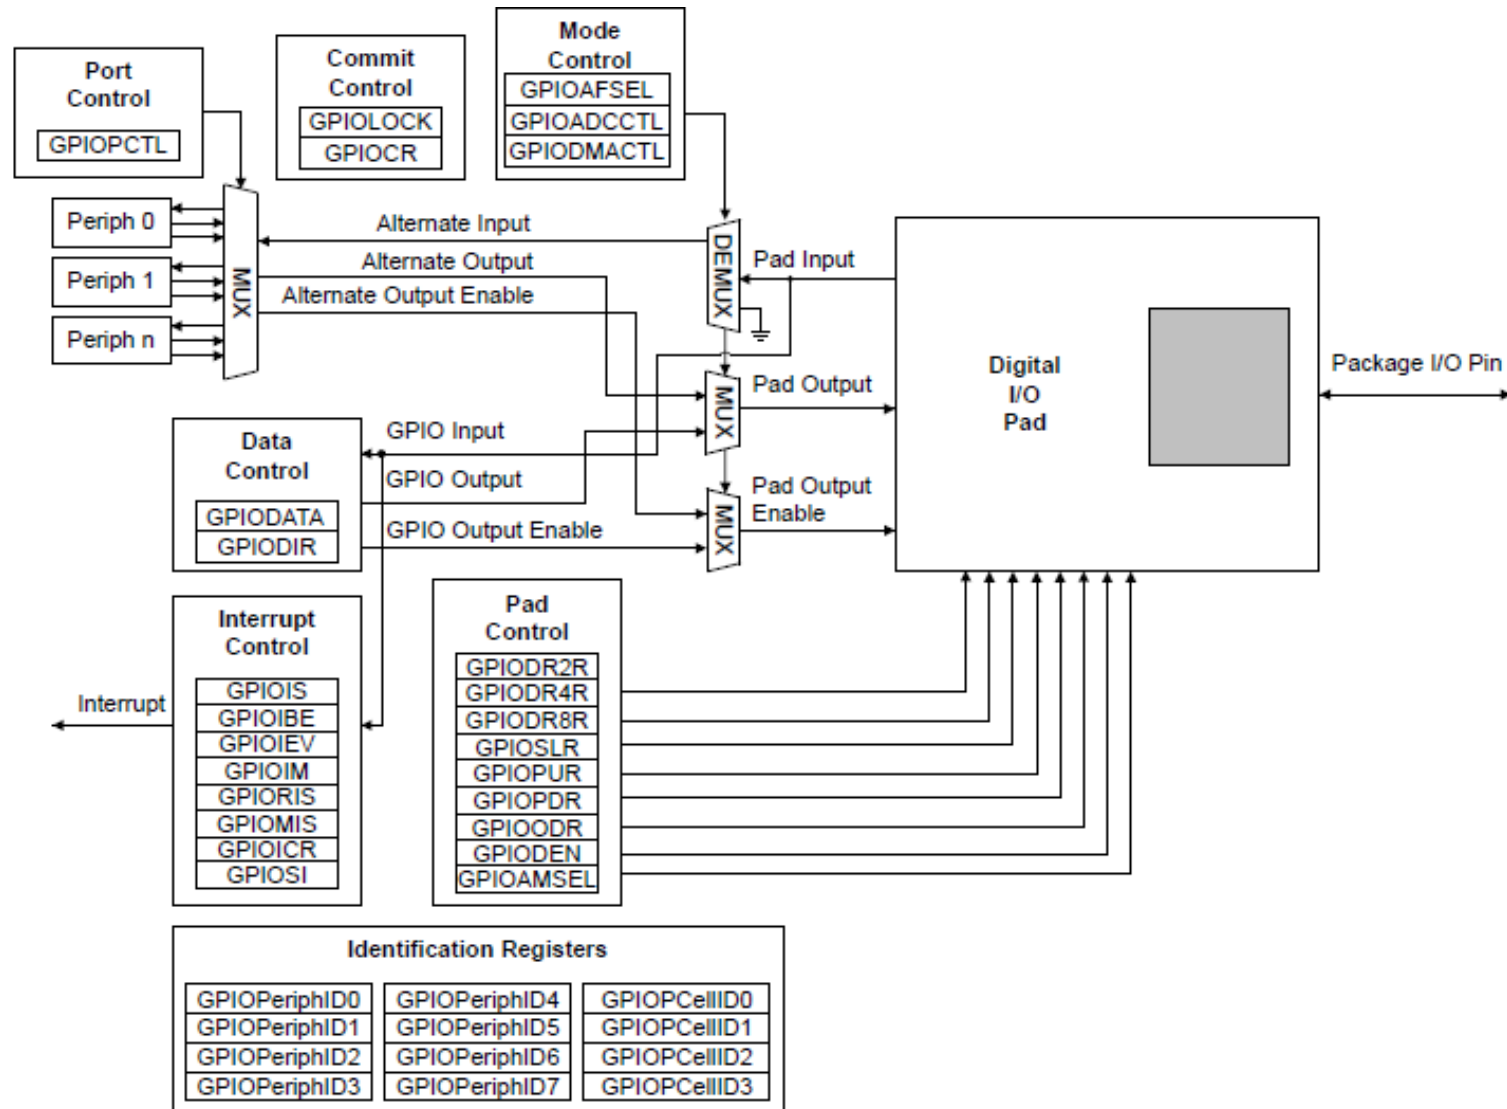 Port
Control
GPIOPCTL
Commit
Control
GPIOLOCK
GPIOCR
Mode
Control
GPIOAFSEL
GPIOADCCTL
GPIODMACTL
Periph 0
Periph 1
Periph n
MUX
Alternate Input
Alternate Output
Alternate Output Enable
DEMUX
Pad Input
MUX
Pad Output
MUX
Pad Output
Enable
Digital
I/O
Pad
Package I/O Pin
Data
Control
GPIODATA
GPIODIR
GPIO Input
GPIO Output
GPIO Output Enable
Interrupt
Control
GPIOIS
GPIOIBE
GPIOIEV
GPIOIM
GPIORIS
GPIOMIS
GPIOICR
GPIOSI
Interrupt
Pad
Control
GPIODR2R
GPIODR4R
GPIODR8R
GPIOSLR
GPIOPUR
GPIOPDR
GPIOODR
GPIODEN
GPIOAMSEL
Identification Registers
GPIOPeriphID0
GPIOPeriphID1
GPIOPeriphID2
GPIOPeriphID3
GPIOPeriphID4
GPIOPeriphID5
GPIOPeriphID6
GPIOPeriphID7
GPIOPCellID0
GPIOPCellID1
GPIOPCellID2
GPIOPCellID3